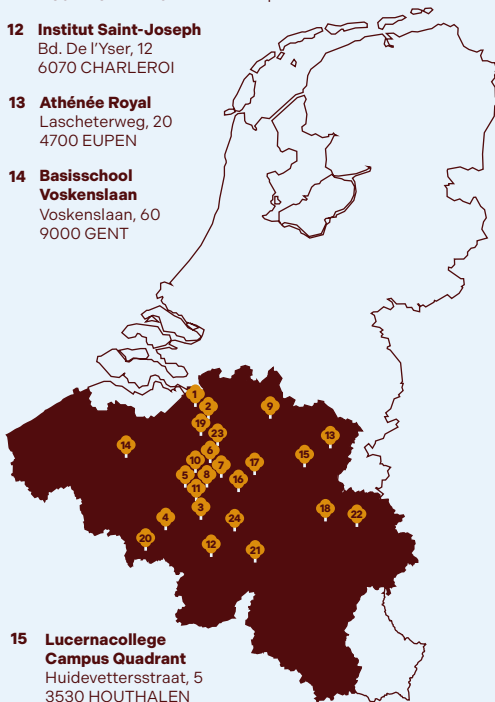 12 Institut Saint-Joseph
Bd. De l'Yser, 12
6070 CHARLEROI
13 Athénée Royal
Lascheterweg, 20
4700 EUPEN
14 Basisschool
Voskenslaan
Voskenslaan, 60
9000 GENT
1
2
9
19
23
13
14
6
10
7
17
15
5
8
16
11
3
18
22
4
24
20
12
21
15 Lucernacollege
Campus Quadrant
Huidevettersstraat, 5
3530 HOUTHALEN